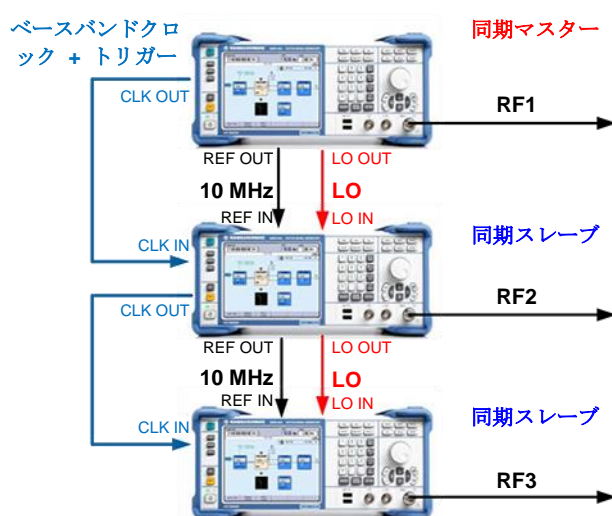 ベースバンドクロ
ック + トリガー
同期マスター
CLK OUT
RF1
REF OUT
LO OUT
10 MHz
LO
REF IN
LO IN
同期スレーブ
CLK IN
RF2
CLK OUT
REF OUT
LO OUT
10 MHz
LO
REF IN
LO IN
同期スレーブ
CLK IN
RF3